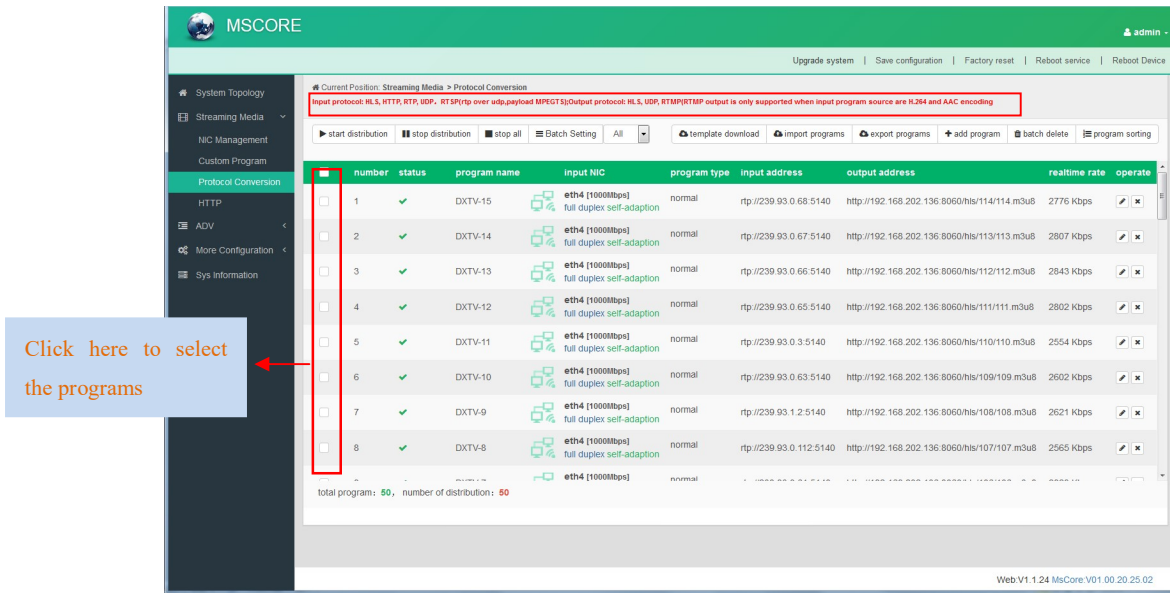 MSCORE
admin
Upgrade system | Save configuration | Factory reset | Reboot service | Reboot Device
System Topology
Streaming Media
NIC Management
Custom Program
Protocol Conversion
HTTP
ADV
More Configuration
Sys Information
Current Position: Streaming Media > Protocol Conversion
Input protocol: HLS, HTTP, RTP, UDP, RTSP(rtp over udp,payload MPEGTS);Output protocol: HLS, UDP, RTMP(RTMP output is only supported when input program source are H.264 and AAC encoding
start distribution stop distribution stop all Batch Setting All template download import programs export programs add program batch delete program sorting
number status program name input NIC program type input address output address realtime rate operate
1 DXTV-15 eth4 [1000Mbps] normal rtp://239.93.0.68:5140 http://192.168.202.136:8060/hls/114/114.m3u8 2776 Kbps
full duplex self-adaption
2 DXTV-14 eth4 [1000Mbps] normal rtp://239.93.0.67:5140 http://192.168.202.136:8060/hls/113/113.m3u8 2807 Kbps
full duplex self-adaption
3 DXTV-13 eth4 [1000Mbps] normal rtp://239.93.0.66:5140 http://192.168.202.136:8060/hls/112/112.m3u8 2843 Kbps
full duplex self-adaption
4 DXTV-12 eth4 [1000Mbps] normal rtp://239.93.0.65:5140 http://192.168.202.136:8060/hls/111/111.m3u8 2802 Kbps
full duplex self-adaption
5 DXTV-11 eth4 [1000Mbps] normal rtp://239.93.0.3:5140 http://192.168.202.136:8060/hls/110/110.m3u8 2554 Kbps
full duplex self-adaption
6 DXTV-10 eth4 [1000Mbps] normal rtp://239.93.0.63:5140 http://192.168.202.136:8060/hls/109/109.m3u8 2602 Kbps
full duplex self-adaption
7 DXTV-9 eth4 [1000Mbps] normal rtp://239.93.1.2:5140 http://192.168.202.136:8060/hls/108/108.m3u8 2621 Kbps
full duplex self-adaption
8 DXTV-8 eth4 [1000Mbps] normal rtp://239.93.0.112:5140 http://192.168.202.136:8060/hls/107/107.m3u8 2565 Kbps
full duplex self-adaption
eth4 [1000Mbps] normal
total program: 50, number of distribution: 50
Click here to select
the programs
Web:V1.1.24 MsCore:V01.00.20.25.02